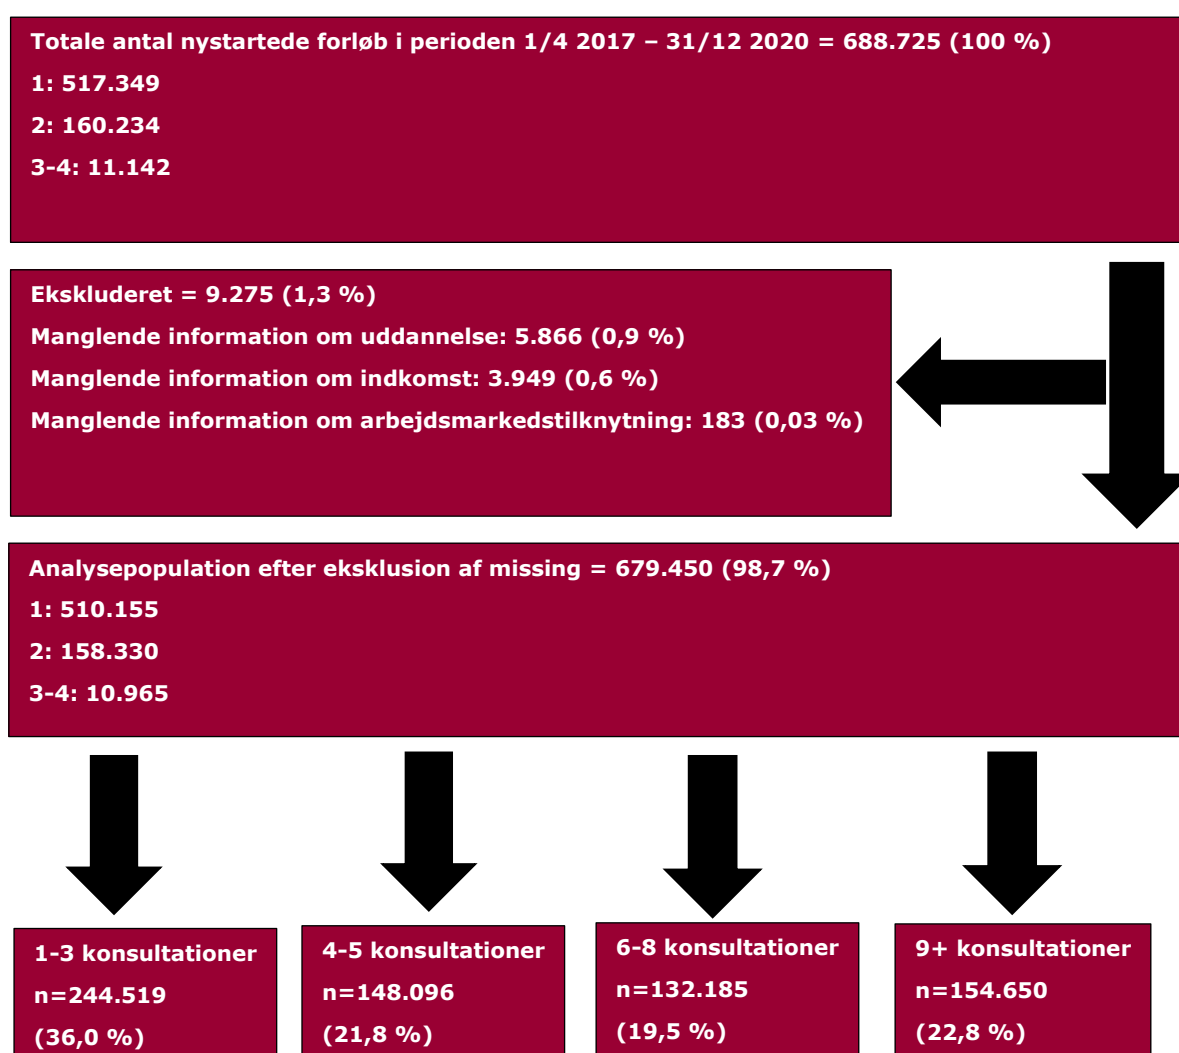 Totale antal nystartede forløb i perioden 1/4 2017 – 31/12 2020 = 688.725 (100 %)
1: 517.349
2: 160.234
3-4: 11.142
Ekskluderet = 9.275 (1,3 %)
Manglende information om uddannelse: 5.866 (0,9 %)
Manglende information om indkomst: 3.949 (0,6 %)
Manglende information om arbejdsmarkedstilknytning: 183 (0,03 %)
Analysepopulation efter eksklusion af missing = 679.450 (98,7 %)
1: 510.155
2: 158.330
3-4: 10.965
1-3 konsultationer
n=244.519
(36,0 %)
4-5 konsultationer
n=148.096
(21,8 %)
6-8 konsultationer
n=132.185
(19,5 %)
9+ konsultationer
n=154.650
(22,8 %)